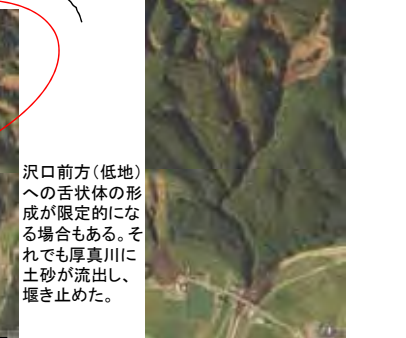 沢口前方(低地)
への舌状体の形
成が限定的にな
る場合もある。そ
れでも厚真川に
土砂が流出し、
堰き止めた。